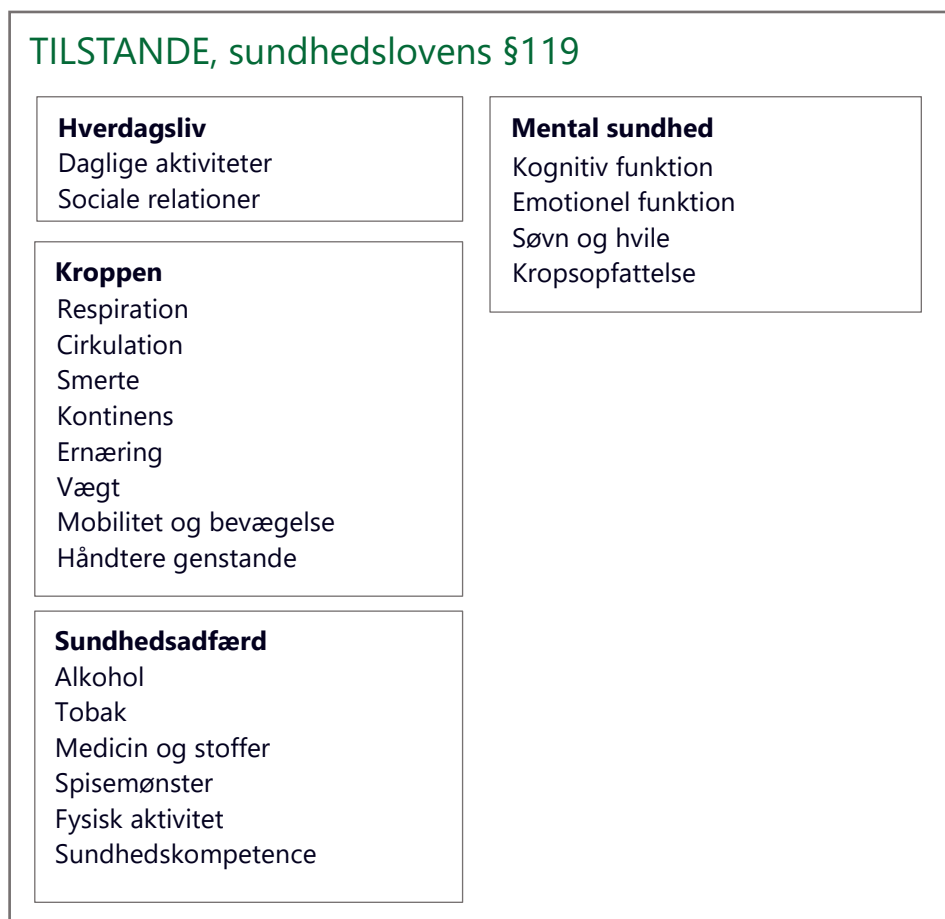 TILSTANDE, sundhedslovens §119
Hverdagsliv
Daglige aktiviteter
Sociale relationer
Kroppen
Respiration
Cirkulation
Smerte
Kontinens
Ernæring
Vægt
Mobilitet og bevægelse
Håndtere genstande
Sundhedsadfærd
Alkohol
Tobak
Medicin og stoffer
Spisemønster
Fysisk aktivitet
Sundhedskompetence
Mental sundhed
Kognitiv funktion
Emotionel funktion
Søvn og hvile
Kropsopfattelse